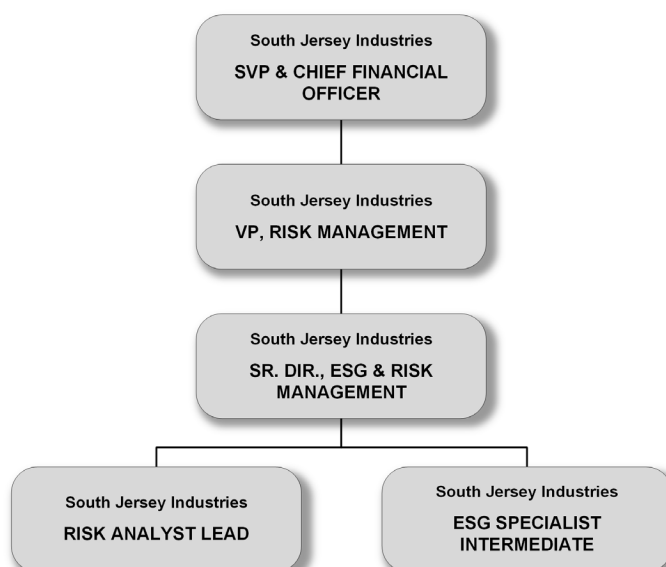 South Jersey Industries
SVP & CHIEF FINANCIAL
OFFICER
South Jersey Industries
VP, RISK MANAGEMENT
South Jersey Industries
SR. DIR., ESG & RISK
MANAGEMENT
South Jersey Industries
RISK ANALYST LEAD
South Jersey Industries
ESG SPECIALIST
INTERMEDIATE